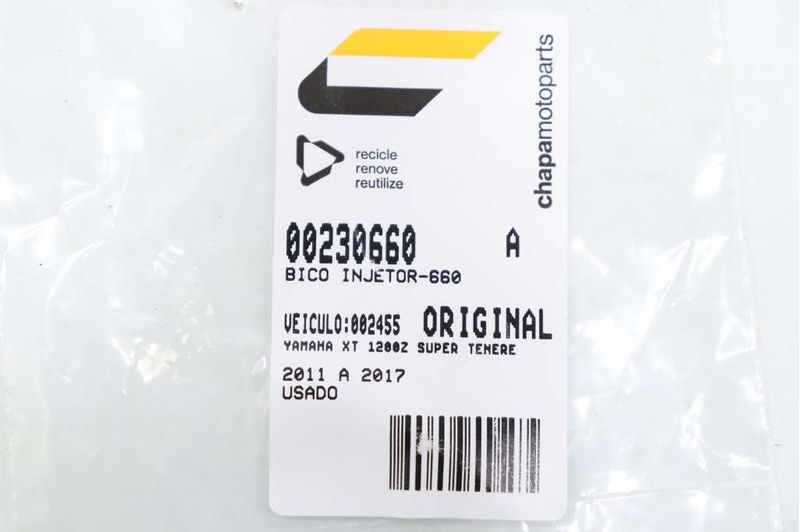 chapamotoparts
recicle
renove
reutilize
00230660 A
BICO INJETOR-660
VEICULO:002455 ORIGINAL
YAMAHA XT 1200Z SUPER TENERE
2011 A 2017
USADO